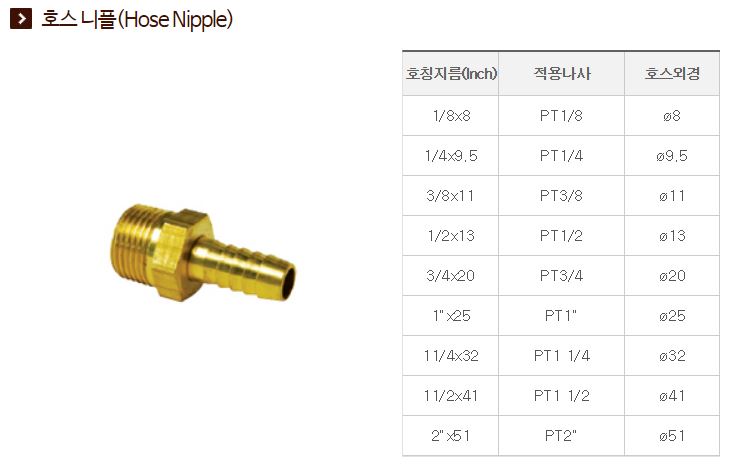 호스 니플(Hose Nipple)
호칭지름(Inch) 적용나사 호스외경
1/8x8 PT1/8 ø8
1/4x9.5 PT1/4 ø9.5
3/8x11 PT3/8 ø11
1/2x13 PT1/2 ø13
3/4x20 PT3/4 ø20
1"x25 PT1" ø25
11/4x32 PT1 1/4 ø32
11/2x41 PT1 1/2 ø41
2"x51 PT2" ø51